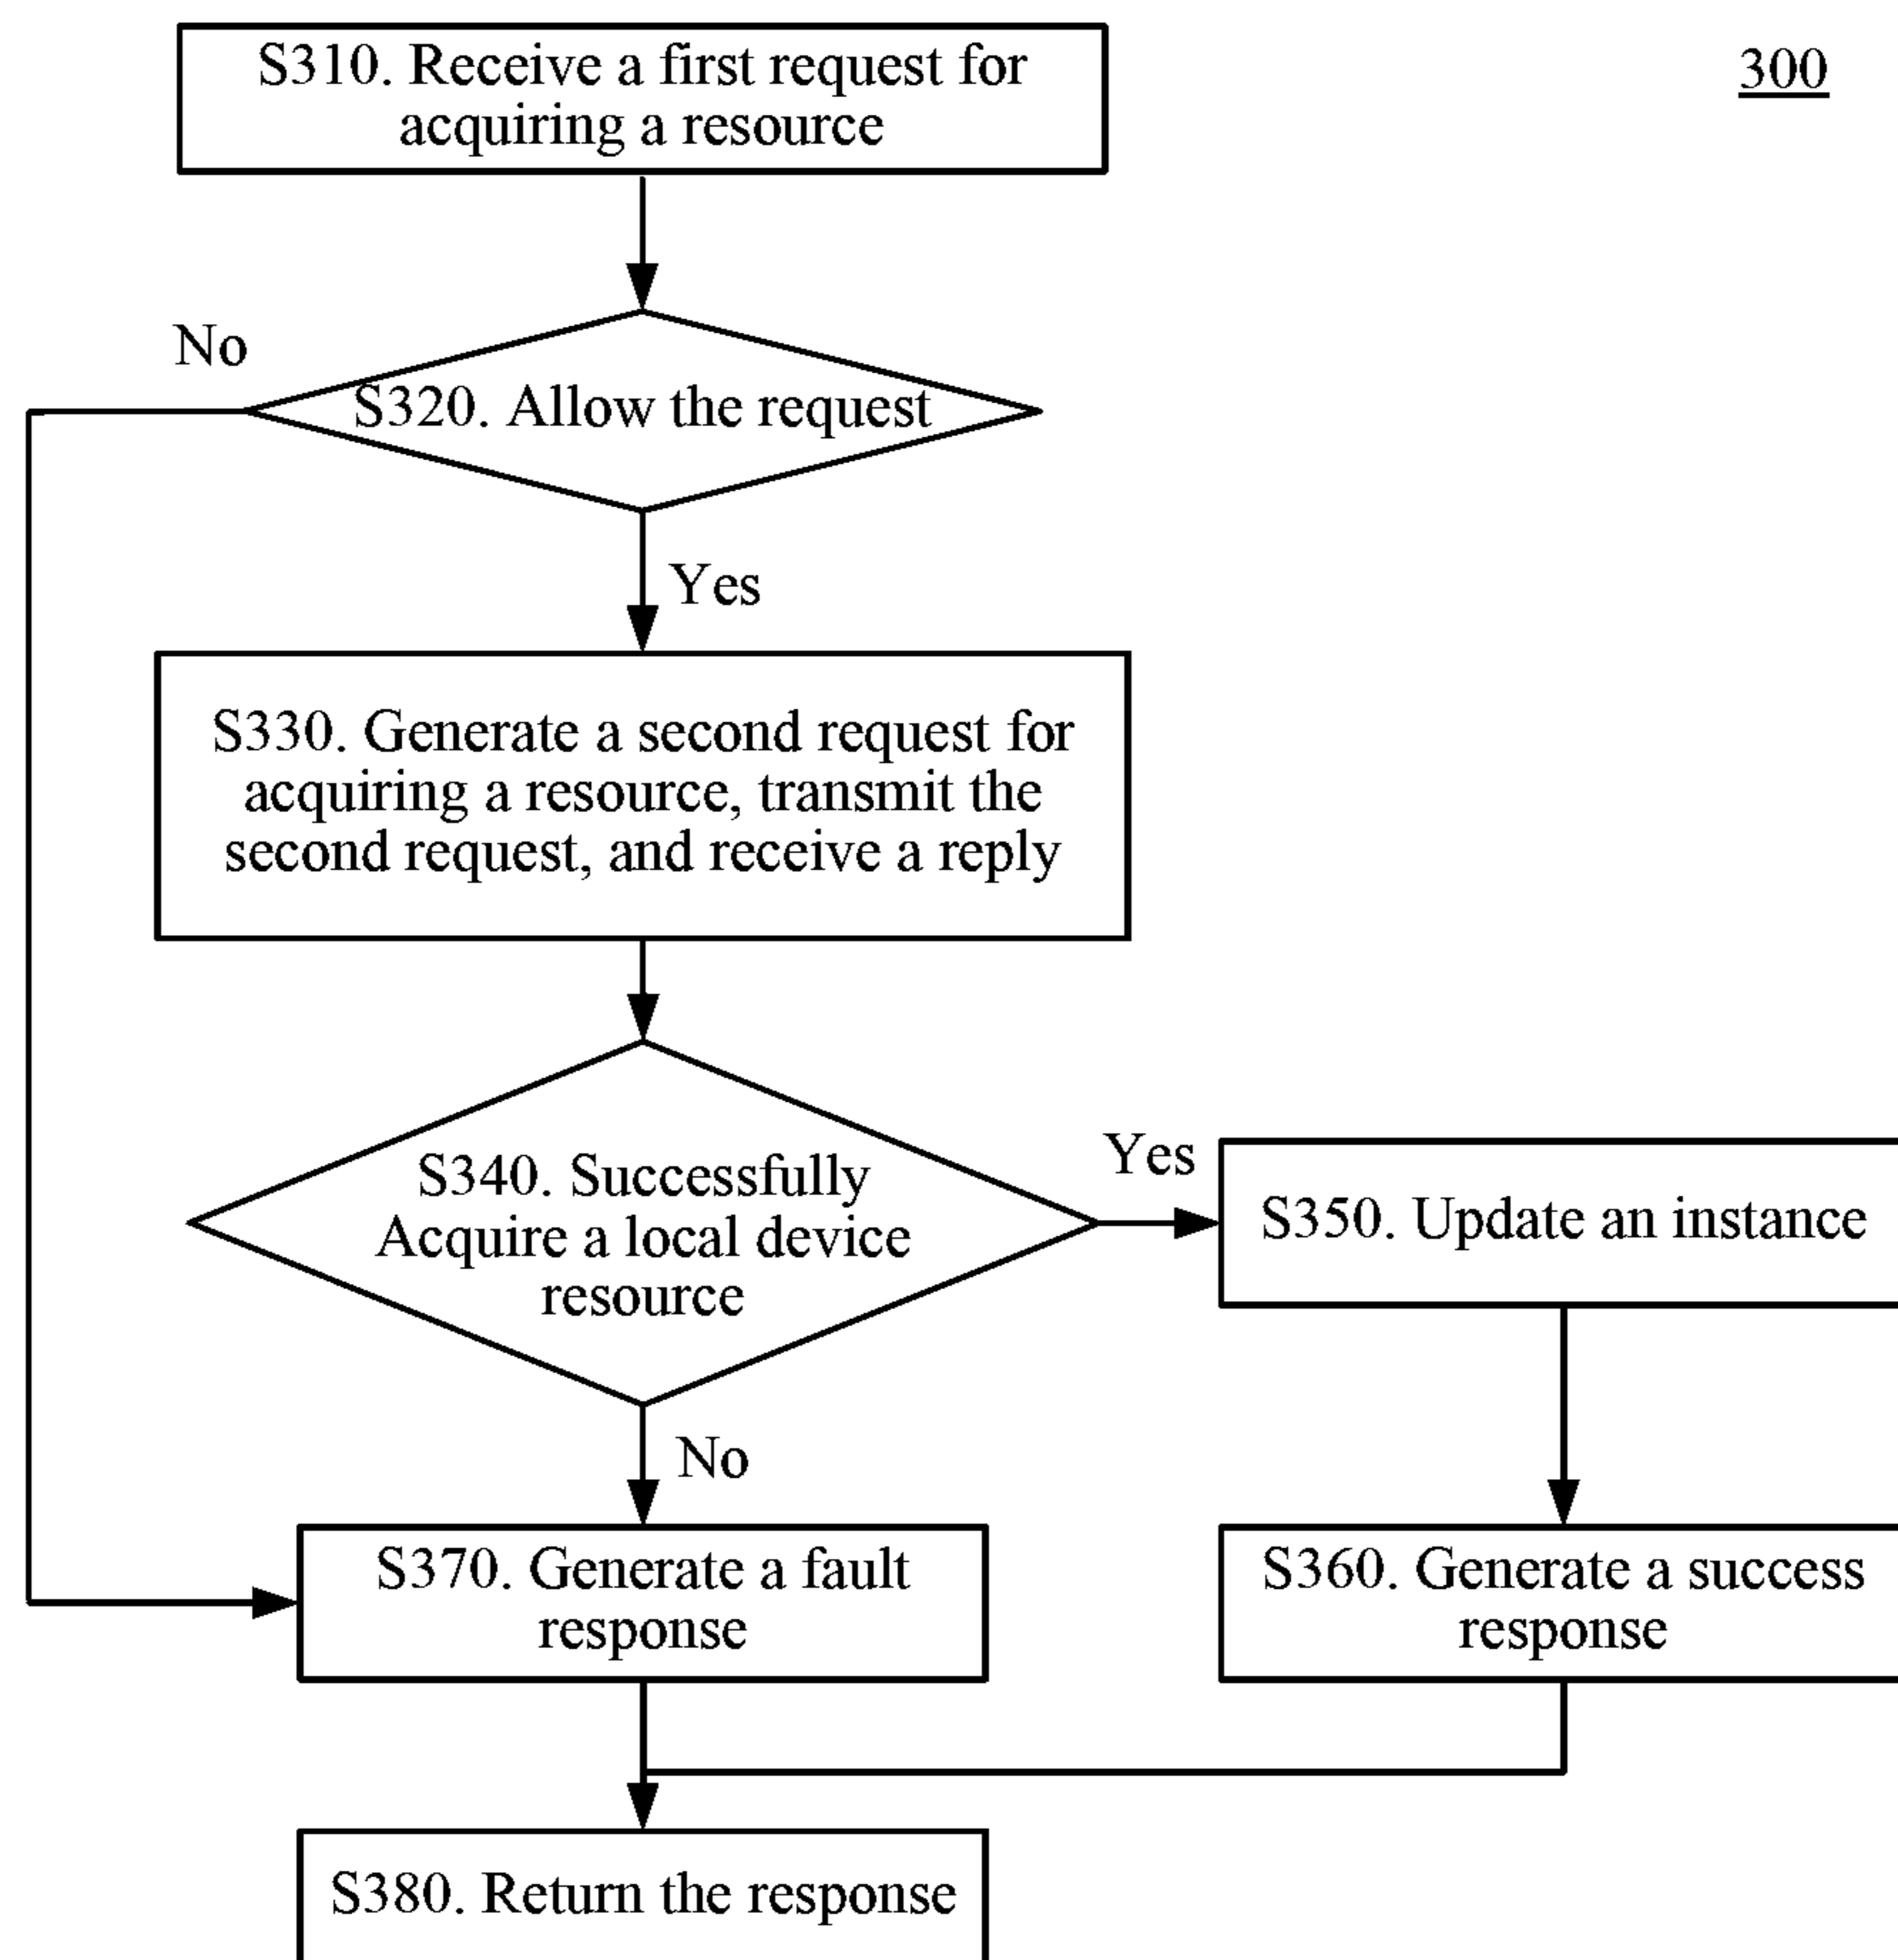 S310. Receive a first request for
acquiring a resource
300
No
S320. Allow the request
Yes
S330. Generate a second request for
acquiring a resource, transmit the
second request, and receive a reply
S340. Successfully
Acquire a local device
resource
Yes
S350. Update an instance
No
S370. Generate a fault
response
S360. Generate a success
response
S380. Return the response